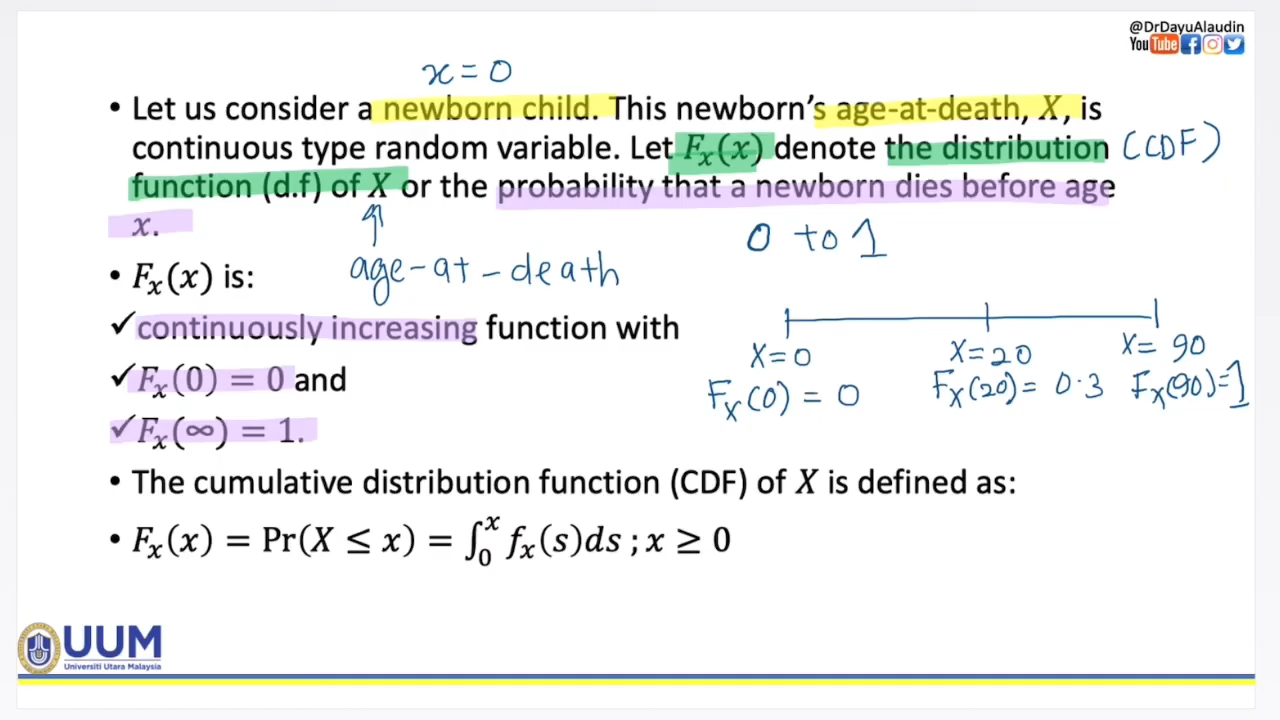 @DrDayuAlaudin
YouTube
x = 0
• Let us consider a newborn child. This newborn's age-at-death, X, is
continuous type random variable. Let Fₓ(x) denote the distribution (CDF)
function (d.f) of X or the probability that a newborn dies before age
x.
0 to 1
age-at-death
• Fₓ(x) is:
✓continuously increasing function with
X=0 X=20 X= 90
✓Fₓ(0) = 0 and
Fₓ(0) = 0 Fₓ(20)= 0.3 Fₓ(90)=1
✓Fₓ(∞) = 1.
• The cumulative distribution function (CDF) of X is defined as:
• Fₓ(x) = Pr(X ≤ x) = ∫₀ˣ fₓ(s)ds ; x ≥ 0
UUM
Universiti Utara Malaysia